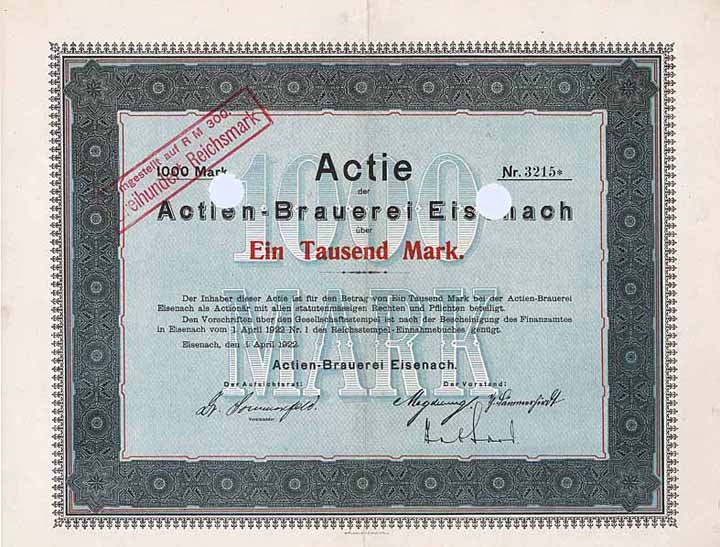 ngestellt auf R M 300.
eihundert Reichsmark
1000 Mark
Actie
Nr. 3215*
der
Actien-Brauerei Eisenach
über
Ein Tausend Mark.
1000
MARK
Der Inhaber dieser Actie ist für den Betrag von Ein Tausend Mark bei der Actien-Brauerei
Eisenach als Actionär mit allen statutenmässigen Rechten und Pflichten beteiligt.
Den Vorschriften über den Gesellschaftsstempel ist nach der Bescheinigung des Finanzamtes
in Eisenach vom 1. April 1922 Nr. 1 des Reichsstempel-Einnahmebuches genügt.
Eisenach, den 1. April 1922.
Actien-Brauerei Eisenach.
Der Aufsichtsrat:
Der Vorstand:
Dr. Sommerfeld.